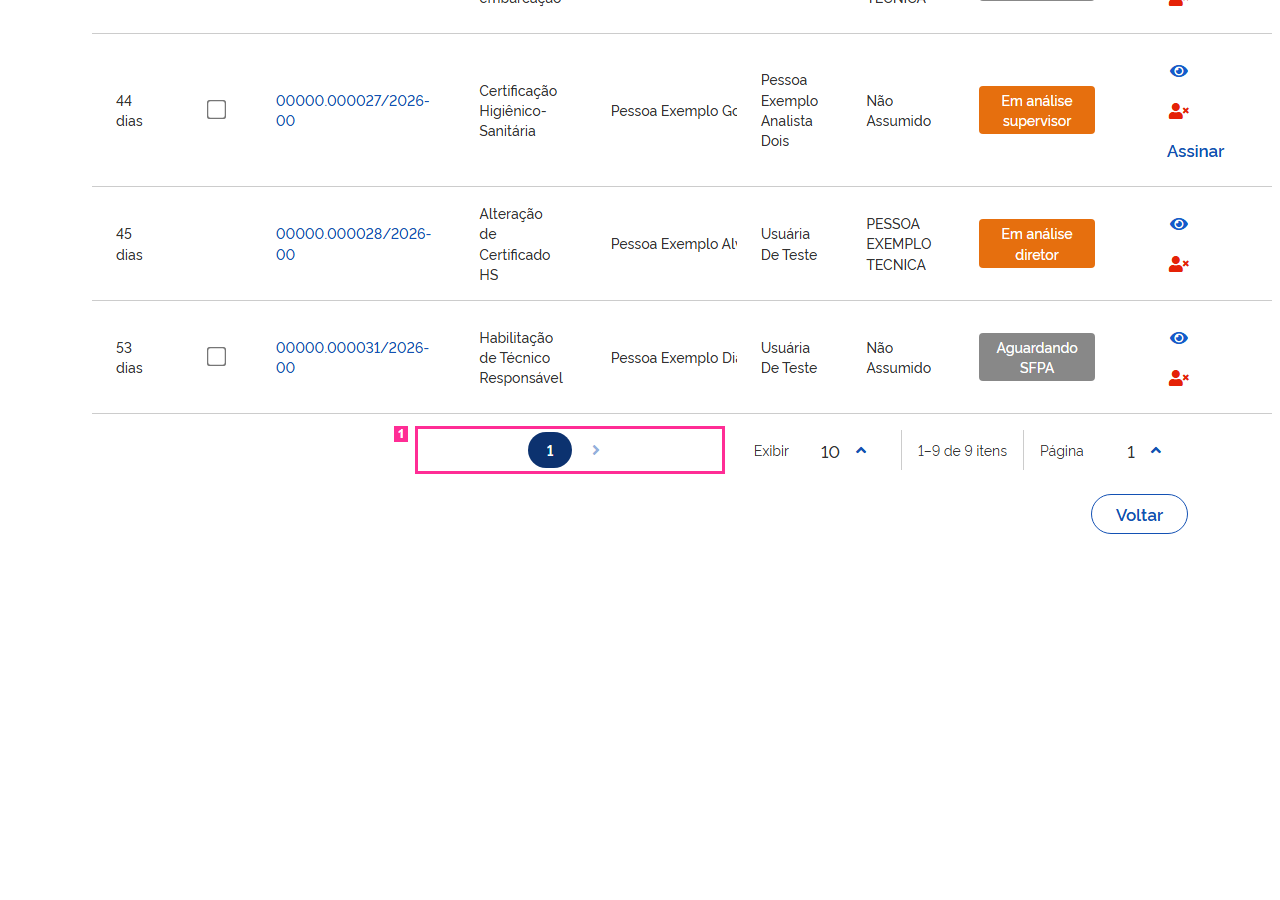 44
dias
00000.000027/2026-
00
Certificação
Higiênico-
Sanitária
Pessoa Exemplo Go
Pessoa
Exemplo
Analista
Dois
Não
Assumido
Em análise
supervisor
Assinar
45
dias
00000.000028/2026-
00
Alteração
de
Certificado
HS
Pessoa Exemplo
Usuária
De Teste
PESSOA
EXEMPLO
TECNICA
Em análise
diretor
53
dias
00000.000031/2026-
00
Habilitação
de Técnico
Responsável
Pessoa Exemplo
Usuária
De Teste
Não
Assumido
Aguardando
SFPA
1
1
Exibir
10
1–9 de 9 itens
Página
1
Voltar